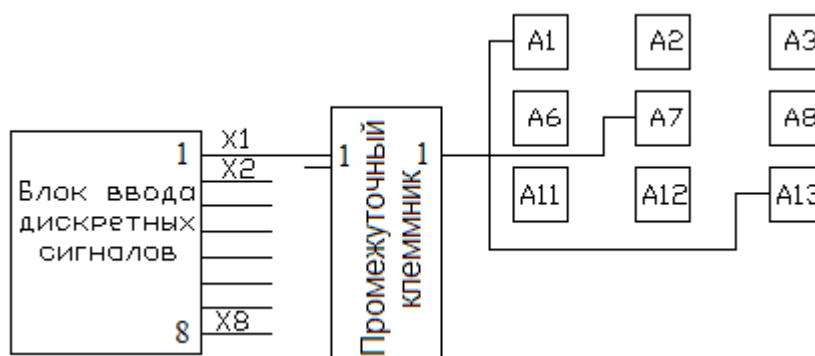 A1 A2 A3
X1
1
X2
Блок ввода
дискретных
сигналов
8
X8
1
Промежуточный
клеммник
1
A6 A7 A8
A11 A12 A13